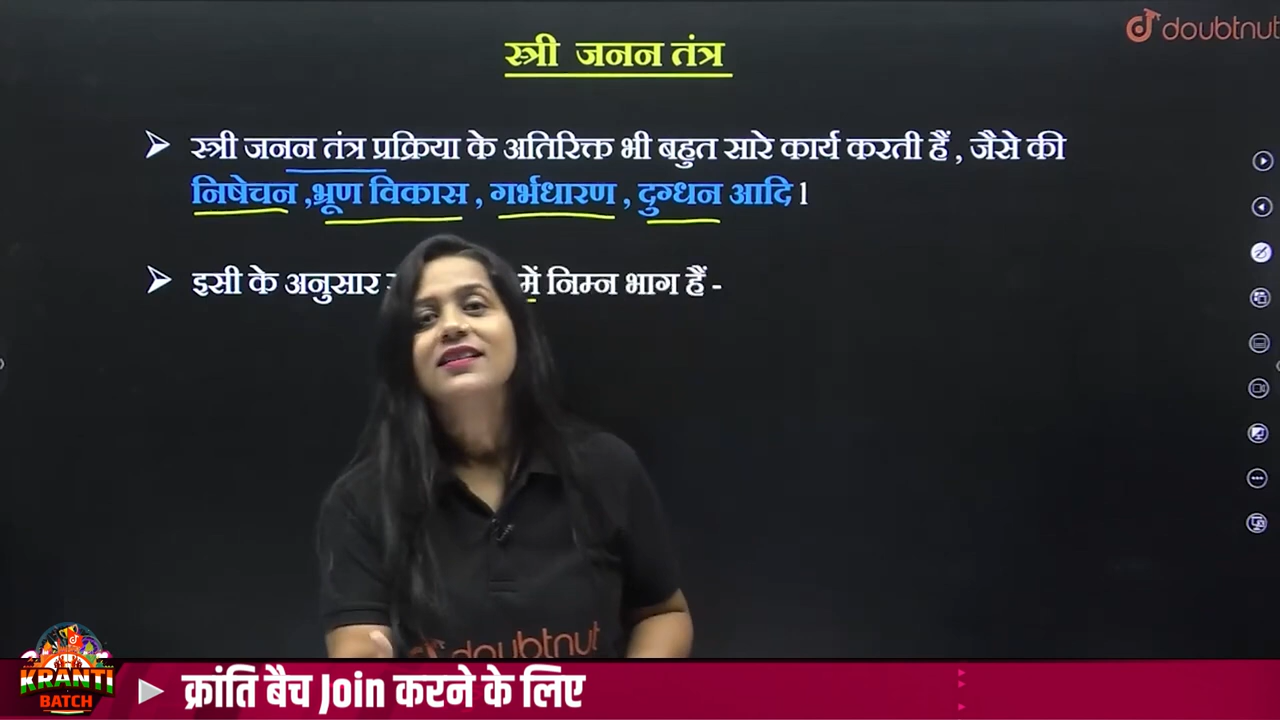 doubtnut
स्त्री जनन तंत्र
स्त्री जनन तंत्र प्रक्रिया के अतिरिक्त भी बहुत सारे कार्य करती हैं , जैसे की
निषेचन ,भ्रूण विकास , गर्भधारण , दुग्धन आदि l
इसी के अनुसार में निम्न भाग हैं -
doubtnut
KRANTI
BATCH
क्रांति बैच Join करने के लिए